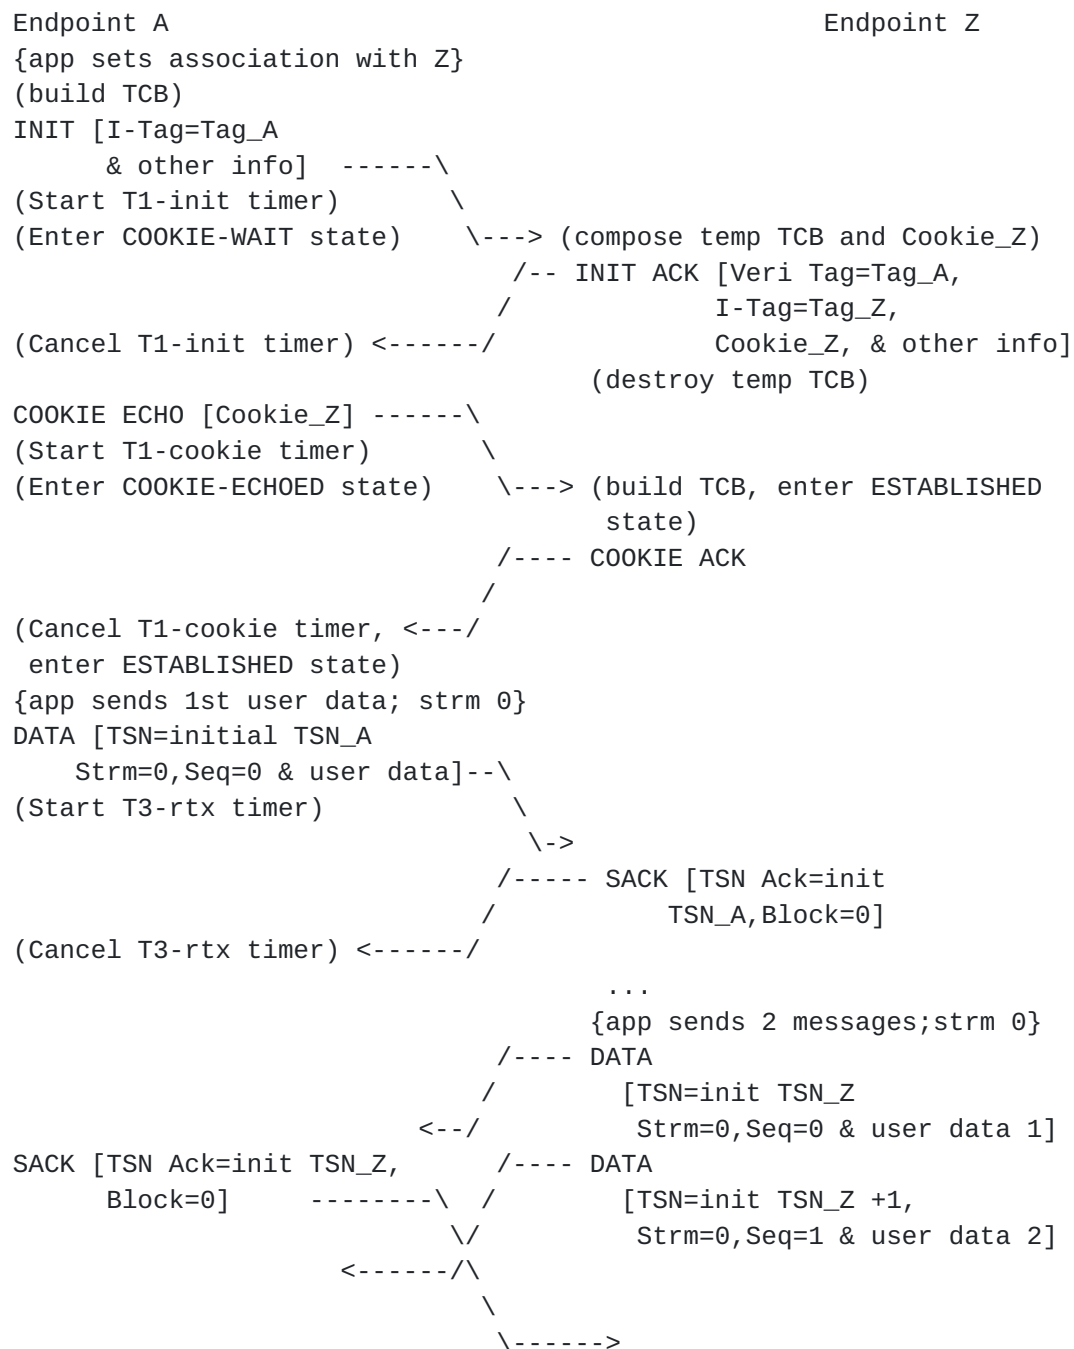 Endpoint A                                          Endpoint Z
{app sets association with Z}
(build TCB)
INIT [I-Tag=Tag_A
      & other info]  ------\
(Start T1-init timer)       \
(Enter COOKIE-WAIT state)    \---> (compose temp TCB and Cookie_Z)
                                /-- INIT ACK [Veri Tag=Tag_A,
                               /             I-Tag=Tag_Z,
(Cancel T1-init timer) <------/              Cookie_Z, & other info]
                                     (destroy temp TCB)
COOKIE ECHO [Cookie_Z] ------\
(Start T1-cookie timer)       \
(Enter COOKIE-ECHOED state)    \---> (build TCB, enter ESTABLISHED
                                      state)
                               /---- COOKIE ACK
                              /
(Cancel T1-cookie timer, <---/
 enter ESTABLISHED state)
{app sends 1st user data; strm 0}
DATA [TSN=initial TSN_A
    Strm=0,Seq=0 & user data]--\
(Start T3-rtx timer)            \
                                 \->
                               /----- SACK [TSN Ack=init
                              /           TSN_A,Block=0]
(Cancel T3-rtx timer) <------/
                                      ...
                                     {app sends 2 messages;strm 0}
                               /---- DATA
                              /        [TSN=init TSN_Z
                          <--/          Strm=0,Seq=0 & user data 1]
SACK [TSN Ack=init TSN_Z,      /---- DATA
      Block=0]     --------\  /        [TSN=init TSN_Z +1,
                            \/          Strm=0,Seq=1 & user data 2]
                     <------/\
                              \
                               \------>